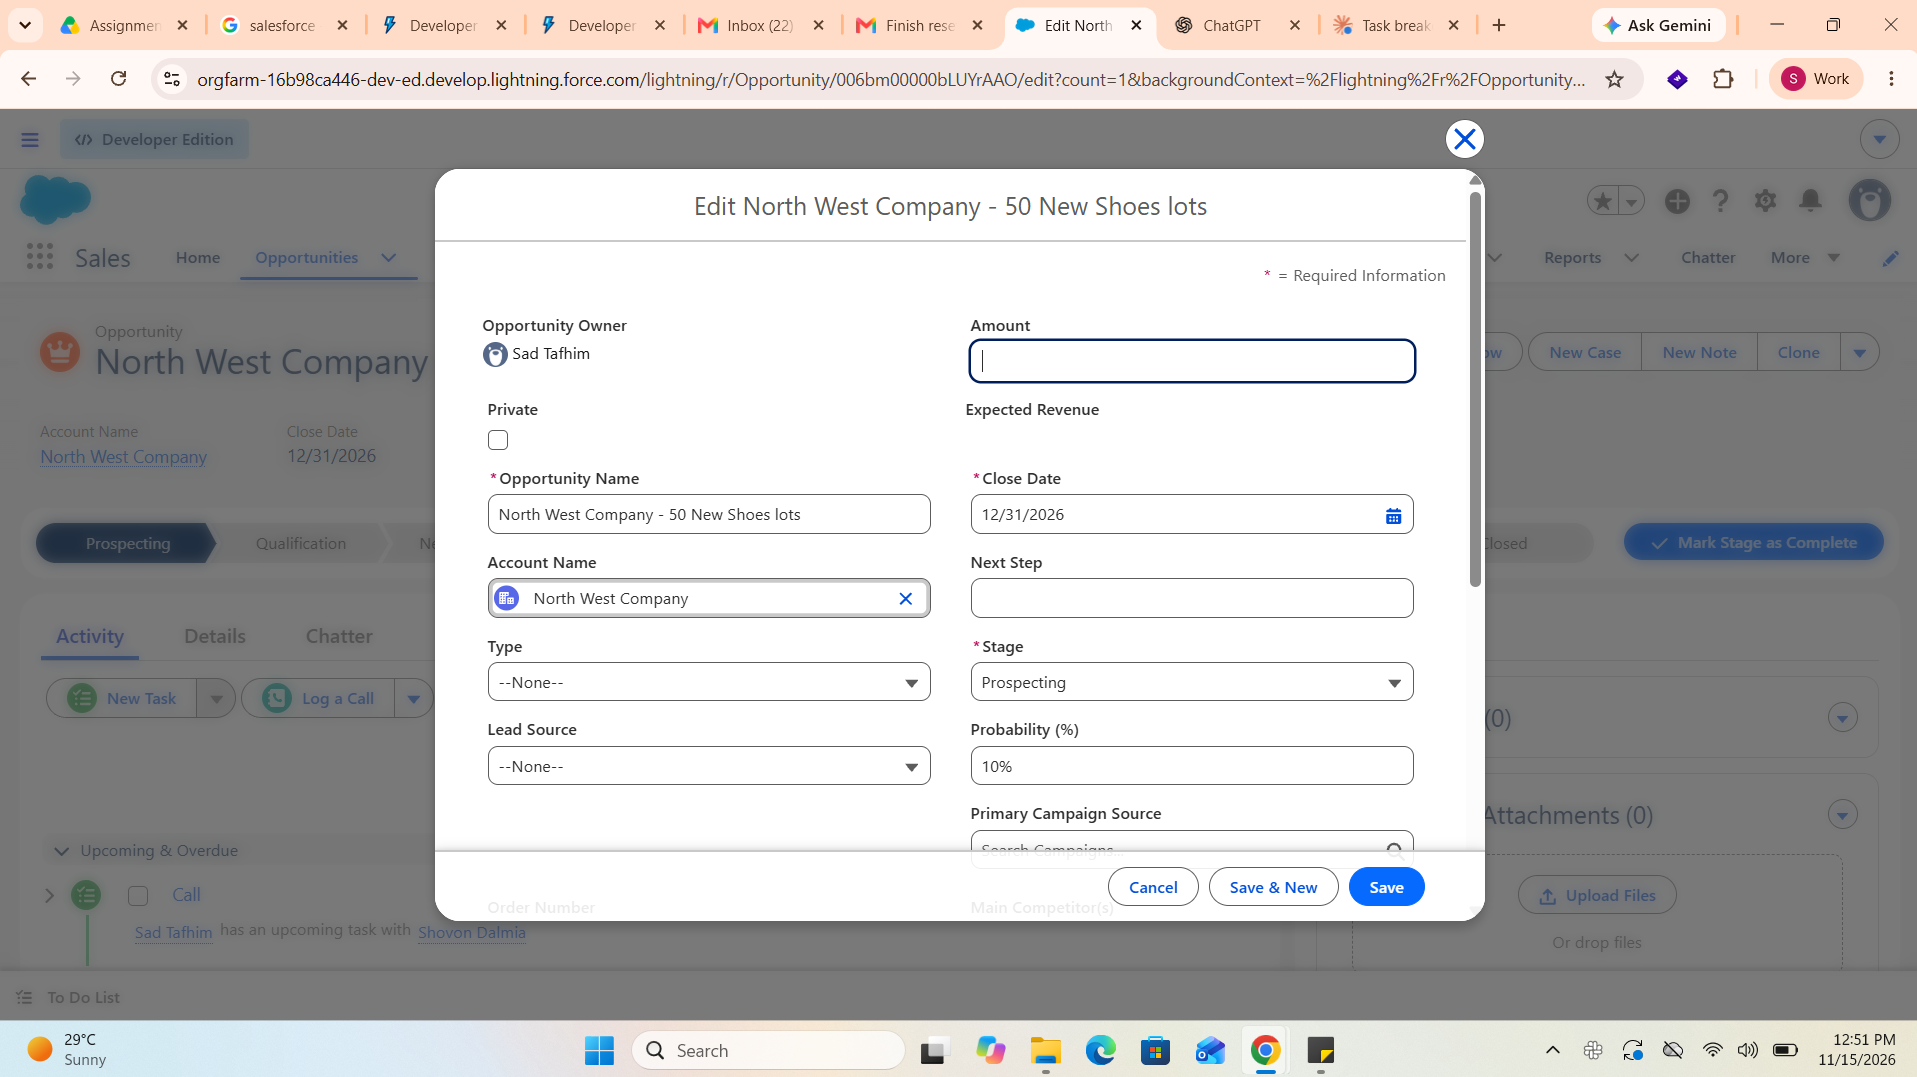 Assignmen
salesforce
Developer
Developer
Inbox (22)
Finish rese
Edit North
ChatGPT
Task break
Ask Gemini
orgfarm-16b98ca446-dev-ed.develop.lightning.force.com/lightning/r/Opportunity/006bm00000bLUYrAAO/edit?count=1&backgroundContext=%2Flightning%2Fr%2FOpportunity...
S Work
</> Developer Edition
Edit North West Company - 50 New Shoes lots
Sales
Home
Opportunities
Reports
Chatter
More
* = Required Information
Opportunity
North West Company
New Case
New Note
Clone
Opportunity Owner
Sad Tafhim
Amount
Private
Expected Revenue
Account Name
North West Company
Close Date
12/31/2026
*Opportunity Name
North West Company - 50 New Shoes lots
*Close Date
12/31/2026
Prospecting
Qualification
Closed
Mark Stage as Complete
Account Name
North West Company
Next Step
Activity
Details
Chatter
Type
--None--
*Stage
Prospecting
New Task
Log a Call
(0)
Lead Source
--None--
Probability (%)
10%
Primary Campaign Source
Search Campaigns...
Attachments (0)
Upcoming & Overdue
Call
Sad Tafhim has an upcoming task with Shovon Dalmia
Cancel
Save & New
Save
Order Number
Main Competitor(s)
Upload Files
Or drop files
To Do List
29°C
Sunny
Search
12:51 PM
11/15/2026